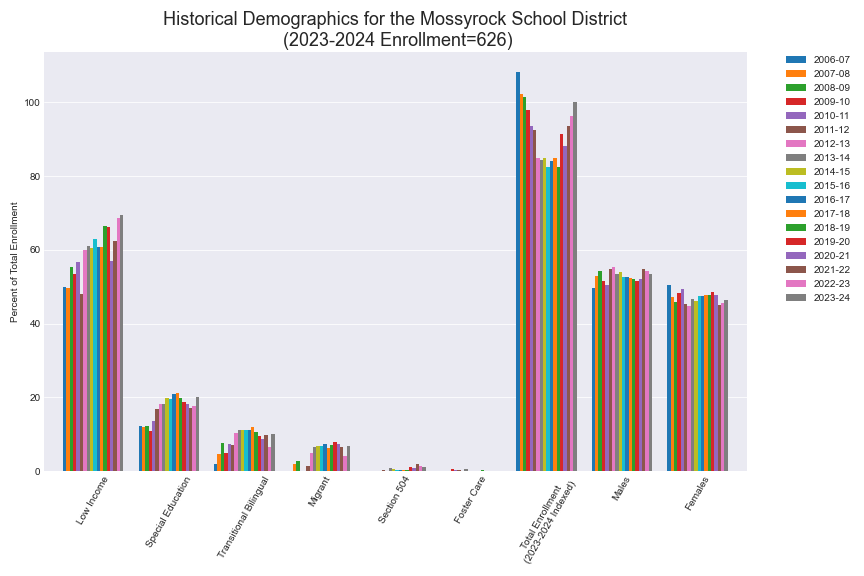 Historical Demographics for the Mossyrock School District
(2023-2024 Enrollment=626)
Percent of Total Enrollment
100
80
60
40
20
0
Low Income
Special Education
Transitional Bilingual
Migrant
Section 504
Foster Care
Total Enrollment
(2023-2024 Indexed)
Males
Females
2006-07
2007-08
2008-09
2009-10
2010-11
2011-12
2012-13
2013-14
2014-15
2015-16
2016-17
2017-18
2018-19
2019-20
2020-21
2021-22
2022-23
2023-24